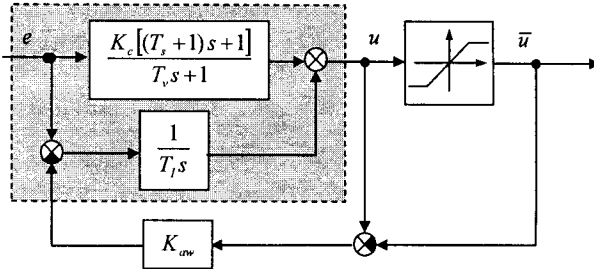 e
K_c[(T_s+1)s+1]
T_v s+1
u
ū
1
T_I s
K_aw